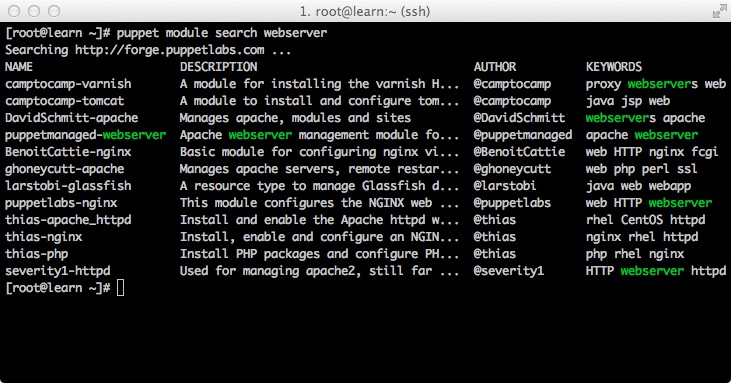 1. root@learn:~ (ssh)
[root@learn ~]# puppet module search webserver
Searching http://forge.puppetlabs.com ...
NAME DESCRIPTION AUTHOR KEYWORDS
camptocamp-varnish A module for installing the varnish H... @camptocamp proxy webservers web
camptocamp-tomcat A module to install and configure tom... @camptocamp java jsp web
DavidSchmitt-apache Manages apache, modules and sites @DavidSchmitt webservers apache
puppetmanaged-webserver Apache webserver management module fo... @puppetmanaged apache webserver
BenoitCattie-nginx Basic module for configuring nginx vi... @BenoitCattie web HTTP nginx fcgi
ghoneycutt-apache Manages apache servers, remote restar... @ghoneycutt web php perl ssl
larstobi-glassfish A resource type to manage Glassfish d... @larstobi java web webapp
puppetlabs-nginx This module configures the NGINX web ... @puppetlabs web HTTP webserver
thias-apache_httpd Install and enable the Apache httpd w... @thias rhel CentOS httpd
thias-nginx Install, enable and configure an NGIN... @thias nginx rhel httpd
thias-php Install PHP packages and configure PH... @thias php rhel nginx
severity1-httpd Used for managing apache2, still far ... @severity1 HTTP webserver httpd
[root@learn ~]#